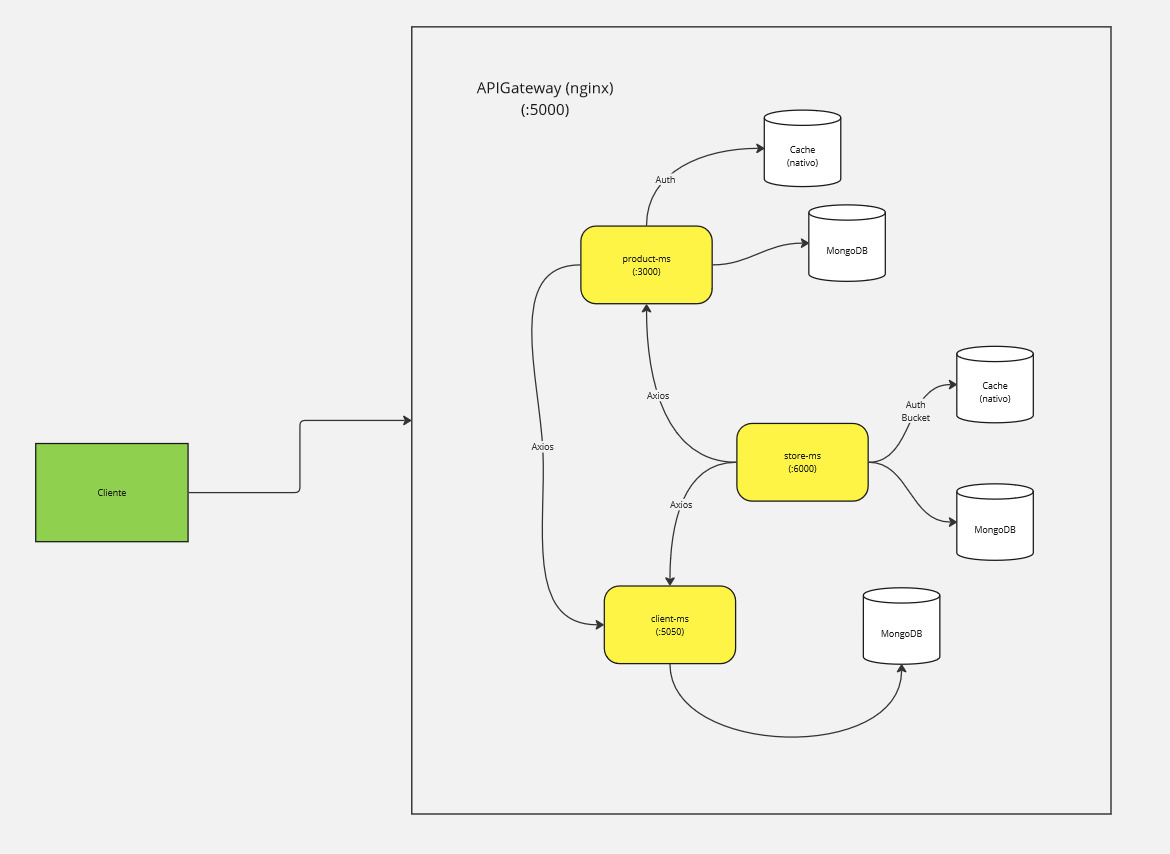 APIGateway (nginx)
(:5000)
Cache
(nativo)
Auth
MongoDB
product-ms
(:3000)
Cache
(nativo)
Axios
Auth
Bucket
Axios
store-ms
(:6000)
Cliente
Axios
MongoDB
client-ms
(:5050)
MongoDB